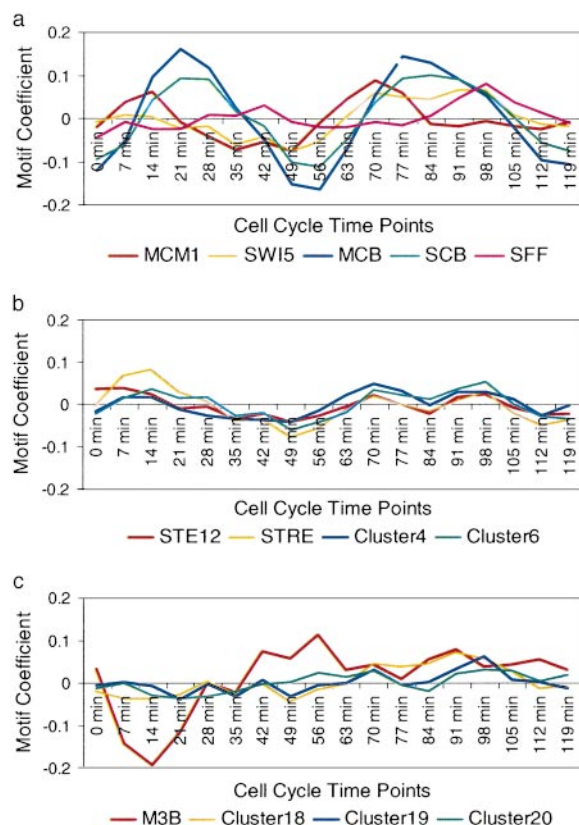 a
0.2
0.1
0
-0.1
-0.2
Motif Coefficient
0 min 7 min 14 min 21 min 28 min 35 min 42 min 49 min 56 min 63 min 70 min 77 min 84 min 91 min 98 min 105 min 112 min 119 min
Cell Cycle Time Points
MCM1 SWI5 MCB SCB SFF
b
0.2
0.1
0
-0.1
-0.2
Motif Coefficient
0 min 7 min 14 min 21 min 28 min 35 min 42 min 49 min 56 min 63 min 70 min 77 min 84 min 91 min 98 min 105 min 112 min 119 min
Cell Cycle Time Points
STE12 STRE Cluster4 Cluster6
c
0.2
0.1
0
-0.1
-0.2
Motif Coefficient
0 min 7 min 14 min 21 min 28 min 35 min 42 min 49 min 56 min 63 min 70 min 77 min 84 min 91 min 98 min 105 min 112 min 119 min
Cell Cycle Time Points
M3B Cluster18 Cluster19 Cluster20